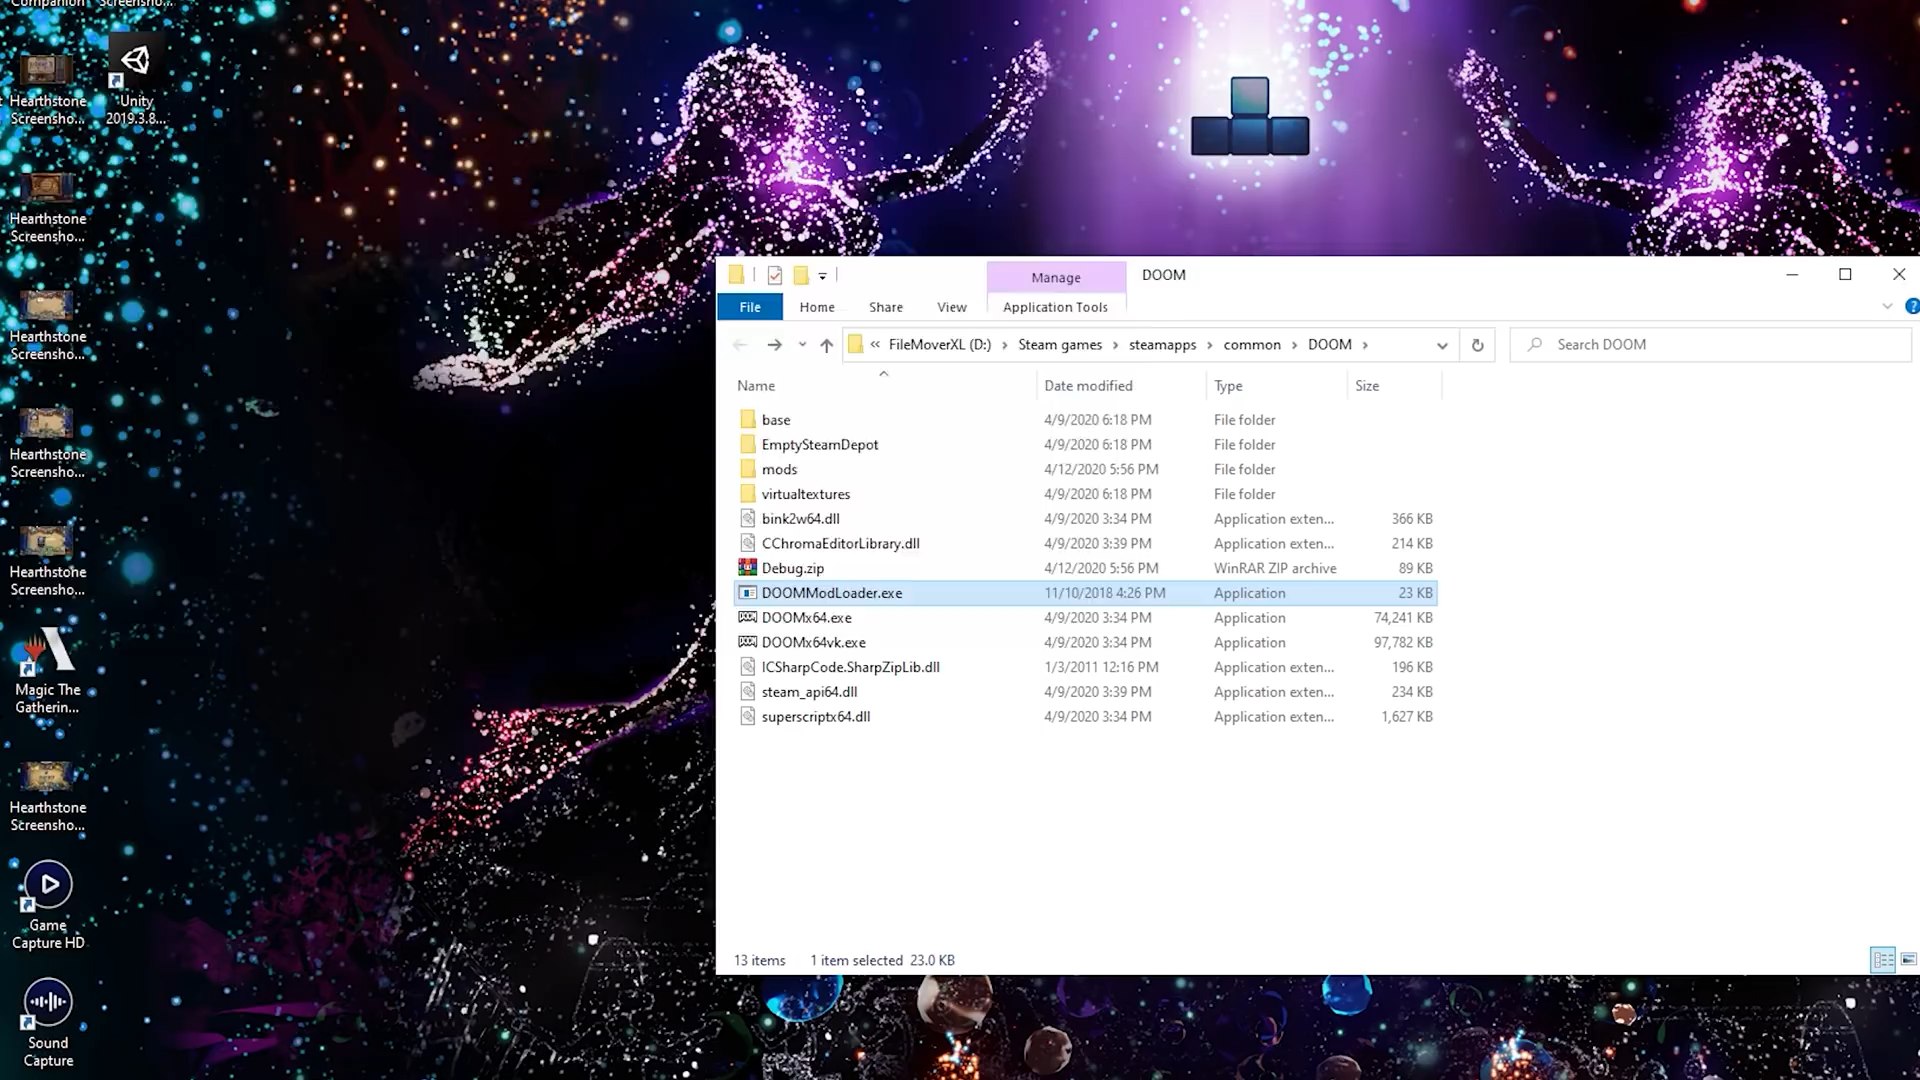 Companion
Screensho...
Hearthstone
Screensho...
Unity
2019.3.8...
Hearthstone
Screensho...
Hearthstone
Screensho...
Hearthstone
Screensho...
Hearthstone
Screensho...
Magic The
Gatherin...
Hearthstone
Screensho...
Game
Capture HD
Sound
Capture
Manage
DOOM
File
Home
Share
View
Application Tools
« FileMoverXL (D:) › Steam games › steamapps › common › DOOM ›
Search DOOM
Name Date modified Type Size
base 4/9/2020 6:18 PM File folder
EmptySteamDepot 4/9/2020 6:18 PM File folder
mods 4/12/2020 5:56 PM File folder
virtualtextures 4/9/2020 6:18 PM File folder
bink2w64.dll 4/9/2020 3:34 PM Application exten... 366 KB
CChromaEditorLibrary.dll 4/9/2020 3:39 PM Application exten... 214 KB
Debug.zip 4/12/2020 5:56 PM WinRAR ZIP archive 89 KB
DOOMModLoader.exe 11/10/2018 4:26 PM Application 23 KB
DOOMx64.exe 4/9/2020 3:34 PM Application 74,241 KB
DOOMx64vk.exe 4/9/2020 3:34 PM Application 97,782 KB
ICSharpCode.SharpZipLib.dll 1/3/2011 12:16 PM Application exten... 196 KB
steam_api64.dll 4/9/2020 3:39 PM Application exten... 234 KB
superscriptx64.dll 4/9/2020 3:34 PM Application exten... 1,627 KB
13 items 1 item selected 23.0 KB